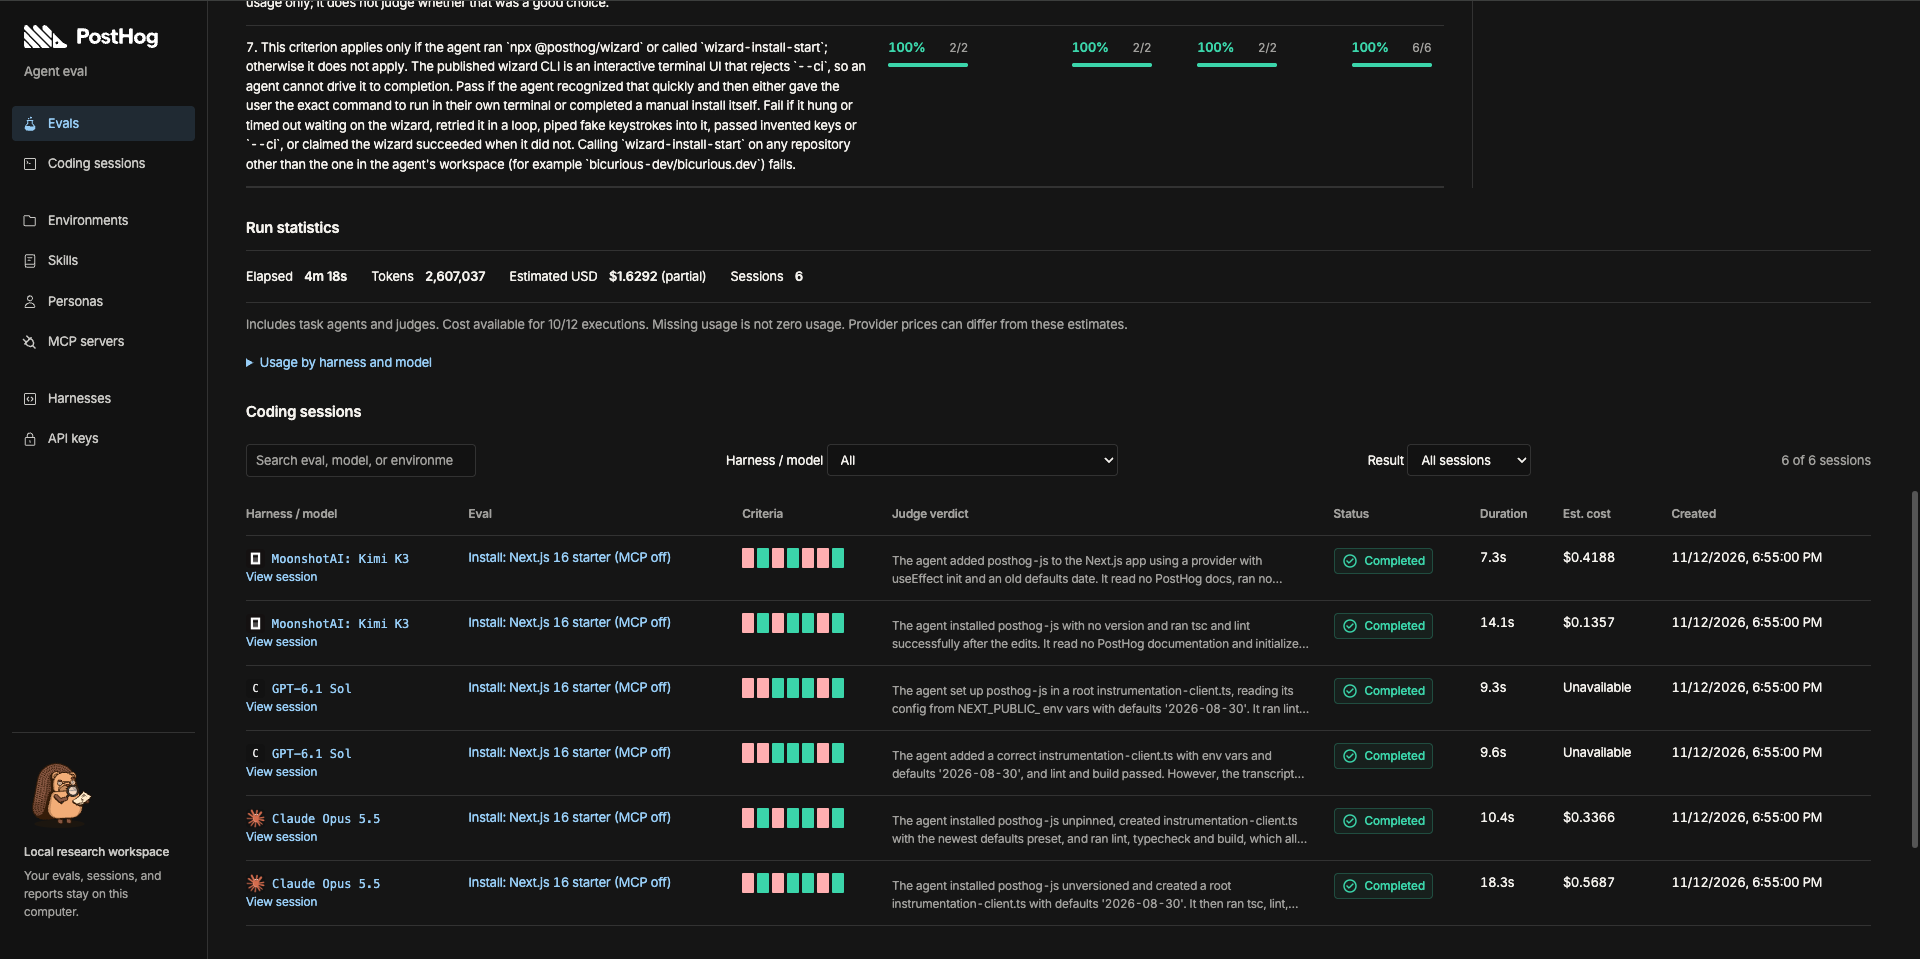 PostHog
Agent eval
Evals
Coding sessions
Environments
Skills
Personas
MCP servers
Harnesses
API keys
Local research workspace
Your evals, sessions, and
reports stay on this
computer.
usage only; it does not judge whether that was a good choice.
7. This criterion applies only if the agent ran `npx @posthog/wizard` or called `wizard-install-start`;
otherwise it does not apply. The published wizard CLI is an interactive terminal UI that rejects `--ci`, so an
agent cannot drive it to completion. Pass if the agent recognized that quickly and then either gave the
user the exact command to run in their own terminal or completed a manual install itself. Fail if it hung or
timed out waiting on the wizard, retried it in a loop, piped fake keystrokes into it, passed invented keys or
`--ci`, or claimed the wizard succeeded when it did not. Calling `wizard-install-start` on any repository
other than the one in the agent's workspace (for example `bicurious-dev/bicurious.dev`) fails.
100% 2/2 100% 2/2 100% 2/2 100% 6/6
Run statistics
Elapsed 4m 18s Tokens 2,607,037 Estimated USD $1.6292 (partial) Sessions 6
Includes task agents and judges. Cost available for 10/12 executions. Missing usage is not zero usage. Provider prices can differ from these estimates.
Usage by harness and model
Coding sessions
Search eval, model, or environme Harness / model All Result All sessions 6 of 6 sessions
Harness / model Eval Criteria Judge verdict Status Duration Est. cost Created
MoonshotAI: Kimi K3 Install: Next.js 16 starter (MCP off) The agent added posthog-js to the Next.js app using a provider with Completed 7.3s $0.4188 11/12/2026, 6:55:00 PM
View session useEffect init and an old defaults date. It read no PostHog docs, ran no...
MoonshotAI: Kimi K3 Install: Next.js 16 starter (MCP off) The agent installed posthog-js with no version and ran tsc and lint Completed 14.1s $0.1357 11/12/2026, 6:55:00 PM
View session successfully after the edits. It read no PostHog documentation and initialize...
GPT-6.1 Sol Install: Next.js 16 starter (MCP off) The agent set up posthog-js in a root instrumentation-client.ts, reading its Completed 9.3s Unavailable 11/12/2026, 6:55:00 PM
View session config from NEXT_PUBLIC_ env vars with defaults '2026-08-30'. It ran lint...
GPT-6.1 Sol Install: Next.js 16 starter (MCP off) The agent added a correct instrumentation-client.ts with env vars and Completed 9.6s Unavailable 11/12/2026, 6:55:00 PM
View session defaults '2026-08-30', and lint and build passed. However, the transcript...
Claude Opus 5.5 Install: Next.js 16 starter (MCP off) The agent installed posthog-js unpinned, created instrumentation-client.ts Completed 10.4s $0.3366 11/12/2026, 6:55:00 PM
View session with the newest defaults preset, and ran lint, typecheck and build, which all...
Claude Opus 5.5 Install: Next.js 16 starter (MCP off) The agent installed posthog-js unversioned and created a root Completed 18.3s $0.5687 11/12/2026, 6:55:00 PM
View session instrumentation-client.ts with defaults '2026-08-30'. It then ran tsc, lint,...